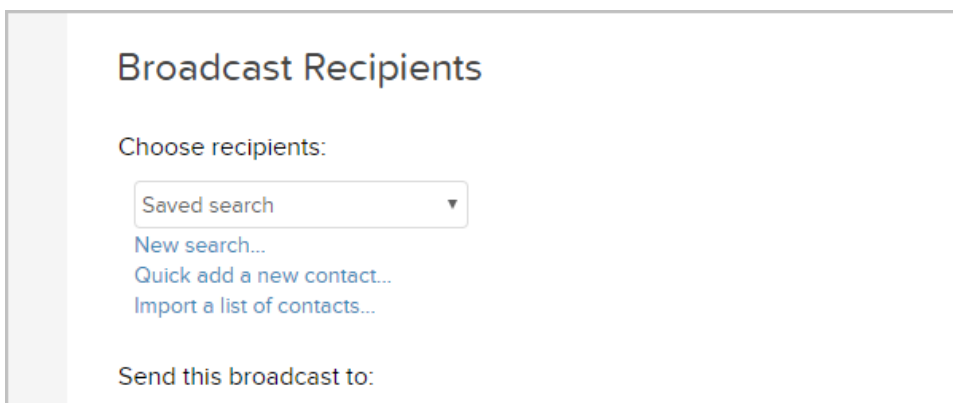 Broadcast Recipients
Choose recipients:
Saved search
New search...
Quick add a new contact...
Import a list of contacts...
Send this broadcast to: